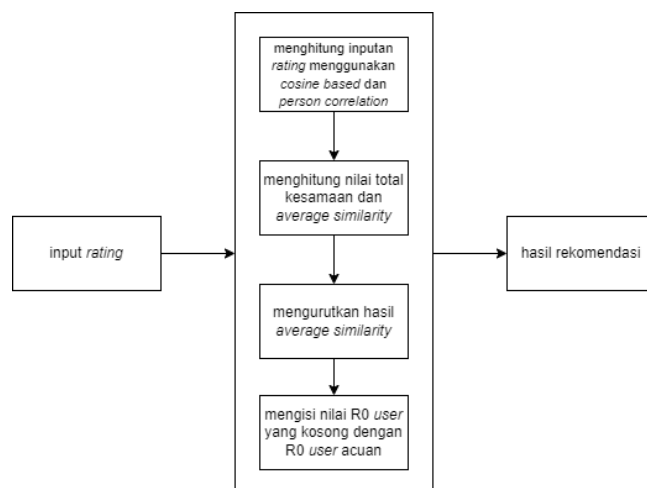 input rating
menghitung inputan
rating menggunakan
cosine based dan
person correlation
menghitung nilai total
kesamaan dan
average similarity
mengurutkan hasil
average similarity
mengisi nilai R0 user
yang kosong dengan
R0 user acuan
hasil rekomendasi